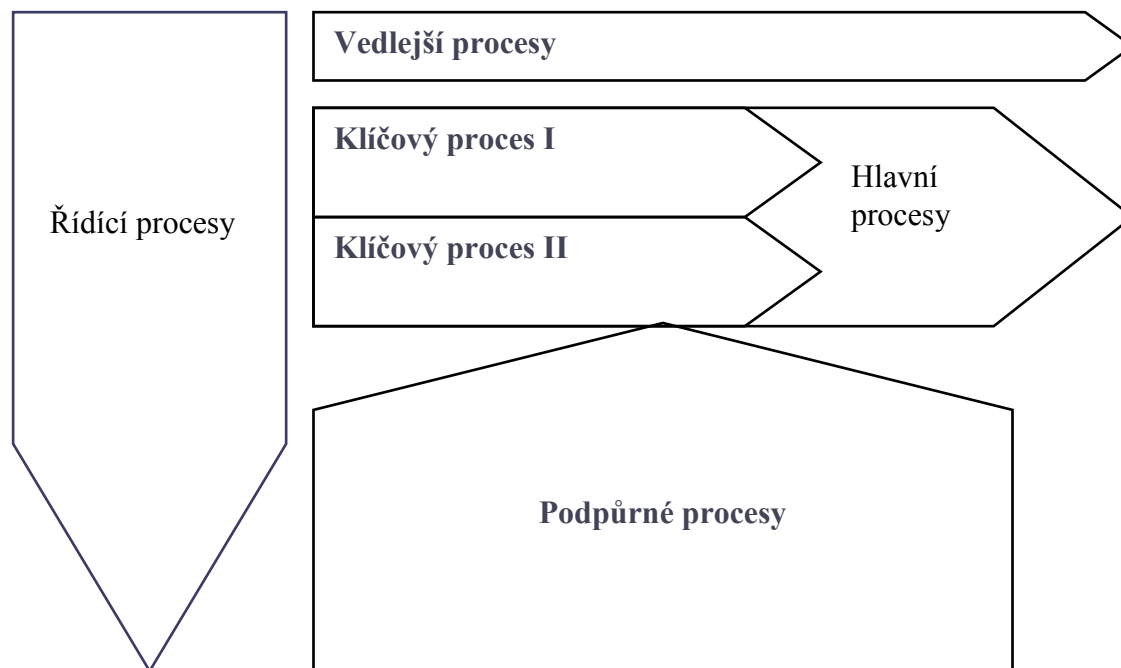 Vedlejší procesy
Klíčový proces I
Hlavní
procesy
Řídící procesy
Klíčový proces II
Podpůrné procesy